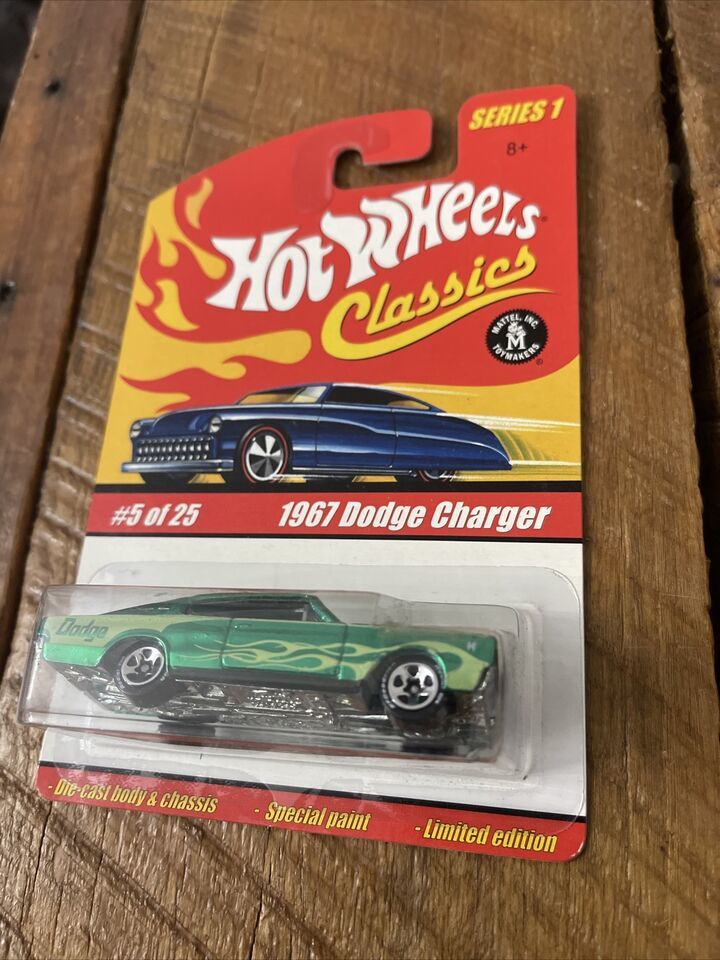 SERIES 1
8+
HOT WHEELS
Classics
MATTEL, INC.
M
TOYMAKERS
®
#5 of 25 1967 Dodge Charger
Dodge
- Die-cast body & chassis - Special paint - Limited edition